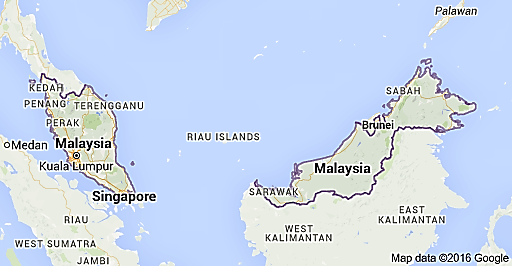 Palawan
KEDAH
SABAH
PENANG
TERENGGANU
PERAK
Brunei
RIAU ISLANDS
Malaysia
Medan
Kuala Lumpur
Malaysia
SARAWAK
Singapore
RIAU
EAST
KALIMANTAN
WEST
KALIMANTAN
WEST SUMATRA
JAMBI
Map data ©2016 Google